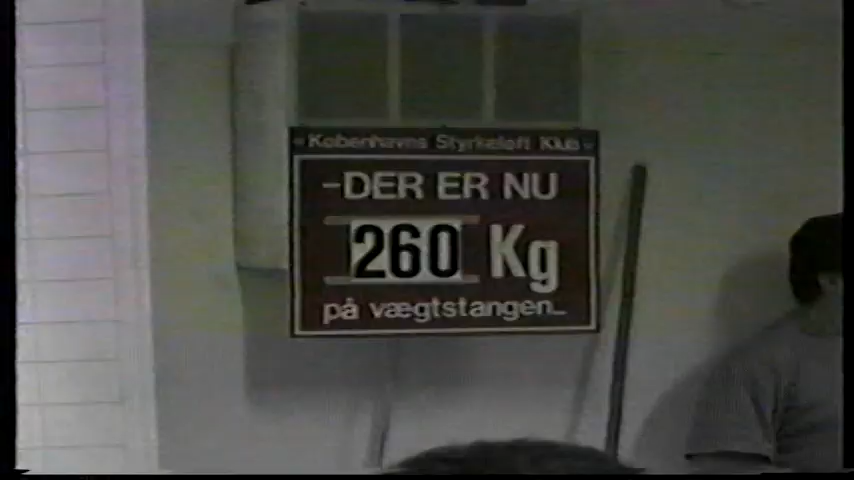 Københavns Styrkeløft Klub
-DER ER NU
260 Kg
på vægtstangen...